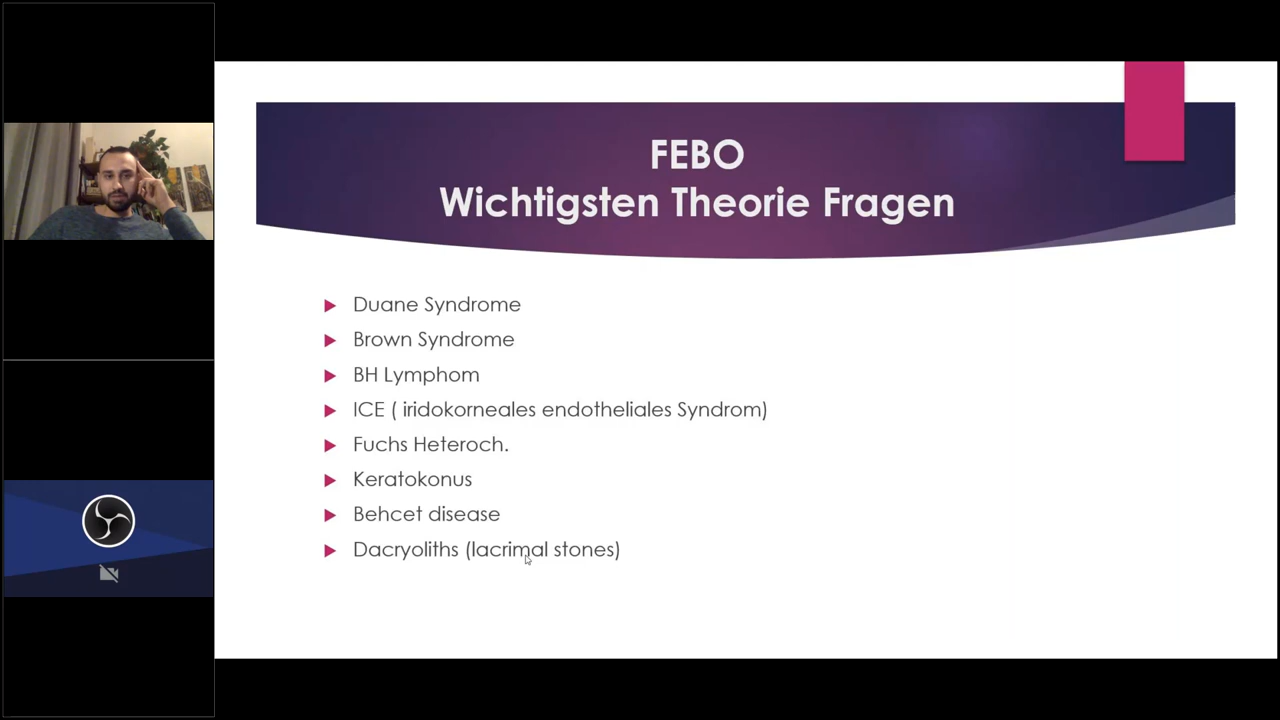 FEBO
Wichtigsten Theorie Fragen
Duane Syndrome
Brown Syndrome
BH Lymphom
ICE ( iridokorneales endotheliales Syndrom)
Fuchs Heteroch.
Keratokonus
Behcet disease
Dacryoliths (lacrimal stones)